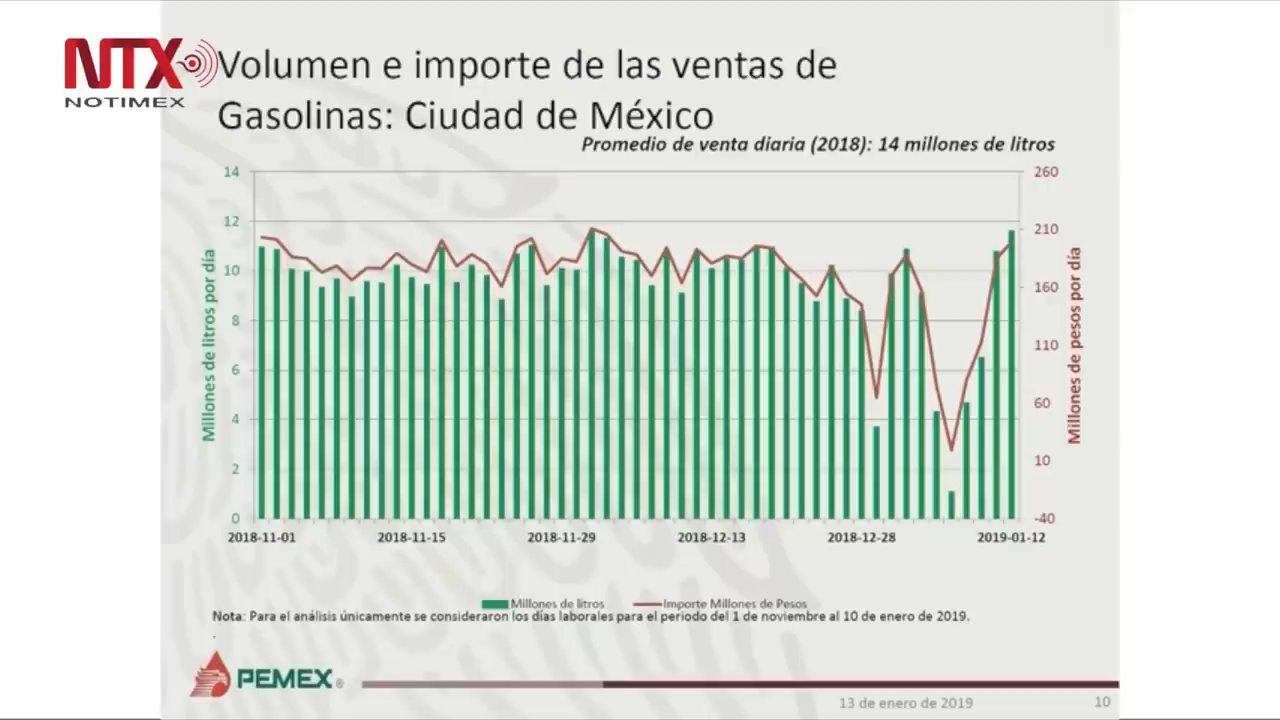 NTX
NOTIMEX
Volumen e importe de las ventas de
Gasolinas: Ciudad de México
Promedio de venta diaria (2018): 14 millones de litros
Millones de litros por día
14
12
10
8
6
4
2
0
260
210
160
110
60
10
-40
Millones de pesos por día
2018-11-01 2018-11-15 2018-11-29 2018-12-13 2018-12-28 2019-01-12
Millones de litros Importe Millones de Pesos
Nota: Para el análisis únicamente se consideraron los días laborales para el periodo del 1 de noviembre al 10 de enero de 2019.
.
PEMEX®
13 de enero de 2019 10